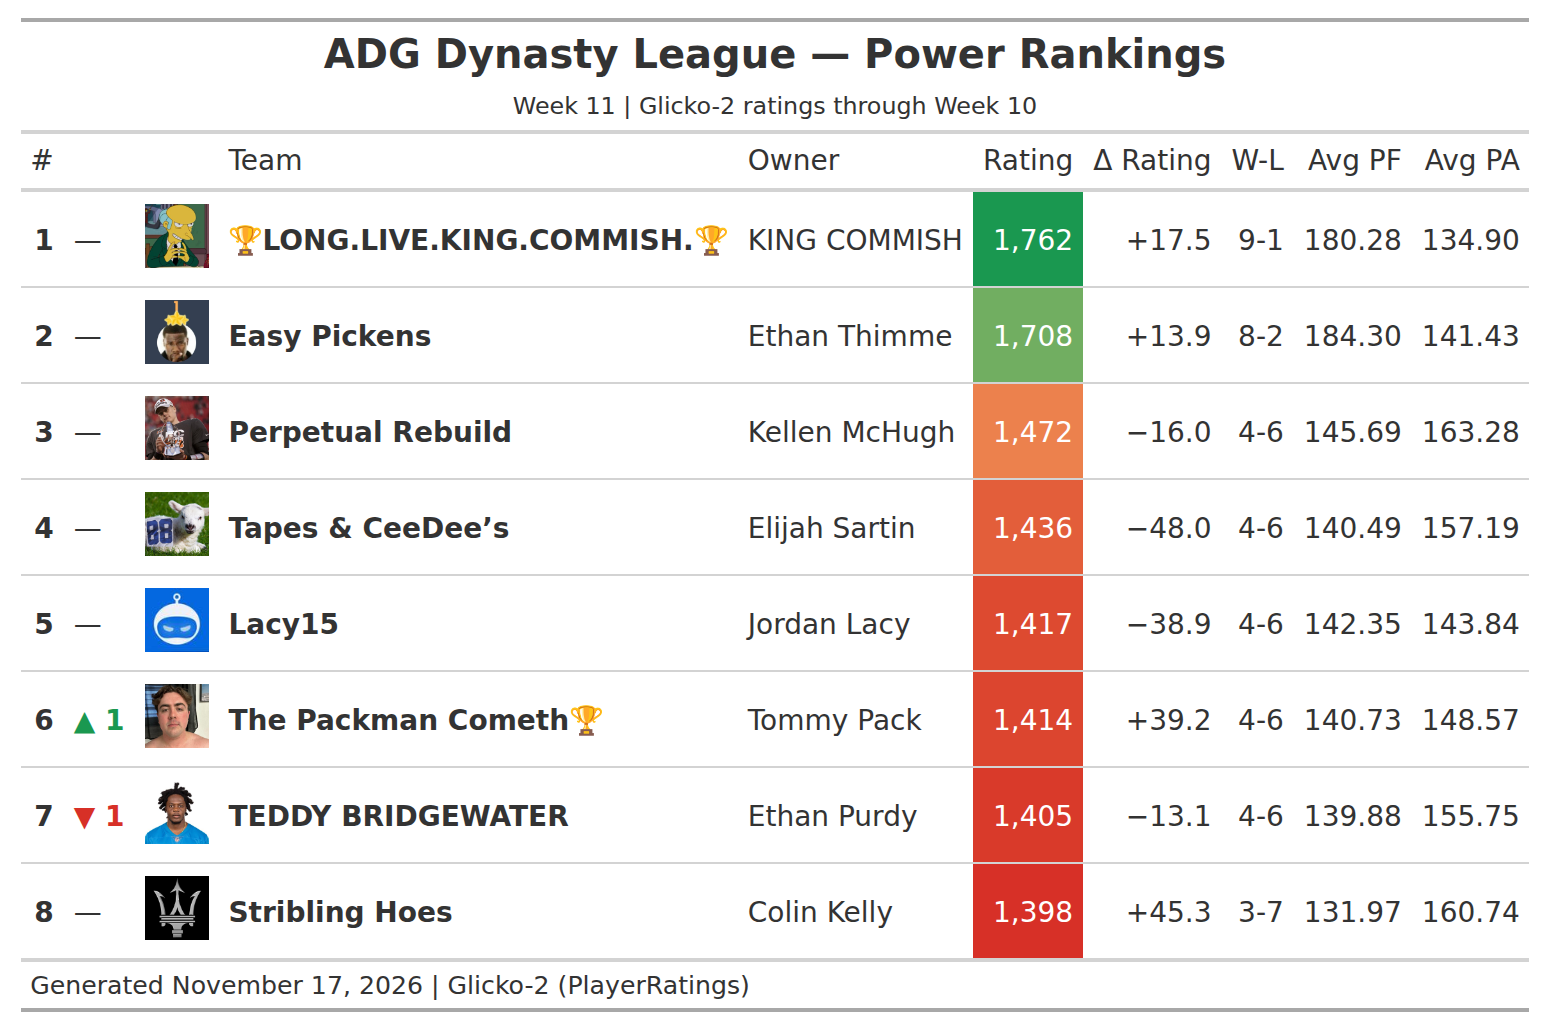 ADG Dynasty League — Power Rankings
Week 11 | Glicko-2 ratings through Week 10
# Team Owner Rating Δ Rating W-L Avg PF Avg PA
1 — 🏆LONG.LIVE.KING.COMMISH.🏆 KING COMMISH 1,762 +17.5 9-1 180.28 134.90
2 — Easy Pickens Ethan Thimme 1,708 +13.9 8-2 184.30 141.43
3 — Perpetual Rebuild Kellen McHugh 1,472 −16.0 4-6 145.69 163.28
4 — 88 Tapes & CeeDee’s Elijah Sartin 1,436 −48.0 4-6 140.49 157.19
5 — Lacy15 Jordan Lacy 1,417 −38.9 4-6 142.35 143.84
6 ▲ 1 The Packman Cometh🏆 Tommy Pack 1,414 +39.2 4-6 140.73 148.57
7 ▼ 1 TEDDY BRIDGEWATER Ethan Purdy 1,405 −13.1 4-6 139.88 155.75
8 — Stribling Hoes Colin Kelly 1,398 +45.3 3-7 131.97 160.74
Generated November 17, 2026 | Glicko-2 (PlayerRatings)